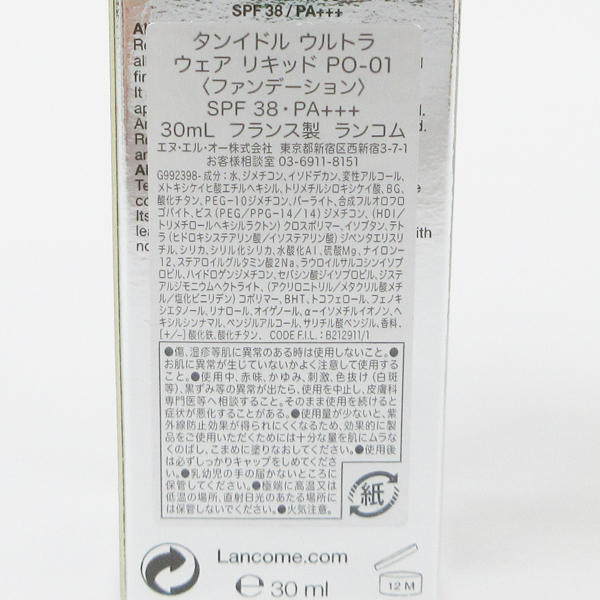 SPF 38/PA+++
タンイドル ウルトラ
ウェア リキッド PO-01
〈ファンデーション〉
SPF 38・PA+++
30mL フランス製 ランコム
エヌ・エル・オー株式会社 東京都新宿区西新宿3-7-1
お客様相談室 03-6911-8151
G992398- 成分：水、ジメチコン、イソドデカン、変性アルコール、
メトキシケイヒ酸エチルヘキシル、トリメチルシロキシケイ酸、BG、
酸化チタン、PEG-10ジメチコン、パーライト、合成フルオロフロ
ゴパイト、ビス(PEG/PPG-14/14)ジメチコン、(HDI/
トリメチロールヘキシルラクトン)クロスポリマー、イソプタン、テト
ラ(ヒドロキシステアリン酸/イソステアリン酸)ジペンタエリスリ
チル、シリカ、シリル化シリカ、水酸化Al、硫酸Mg、ナイロン-
12、ステアロイルグルタミン酸2Na、ラウロイルサルコシンイソプ
ロピル、ハイドロゲンジメチコン、セバシン酸ジイソプロピル、ジステ
アルジモニウムヘクトライト、(アクリロニトリル/メタクリル酸メチ
ル/塩化ビニリデン)コポリマー、BHT、トコフェロール、フェノキ
シエタノール、リナロール、オイゲノール、α-イソメチルイオノン、ヘ
キシルシンナマル、ベンジルアルコール、サリチル酸ベンジル、香料、
[+/-]酸化鉄、酸化チタン、 CODE F.I.L.：B212911/1
●傷、湿疹等肌に異常のある時は使用しないこと。●
お肌に異常が生じていないかよく注意して使用する
こと。●使用中、赤味、かゆみ、刺激、色抜け(白斑
等)、黒ずみ等の異常が出たら、使用を中止し、皮膚科
専門医等へ相談すること。そのまま使用を続けると
症状が悪化することがある。●使用量が少ないと、紫
外線防止効果が得られにくくなるため、効果的に製
品をご使用いただくためには十分な量を肌にムラな
くのばし、こまめに塗りなおしてください。●使用後
は必ずしっかりキャップをしめてくださ
い。●乳幼児の手の届かないところに
保管してください。●極端に高温又は
低温の場所、直射日光のあたる場所に
は保管しないでください。●火気注意。
紙
Lancome.com
℮ 30 ml
12 M